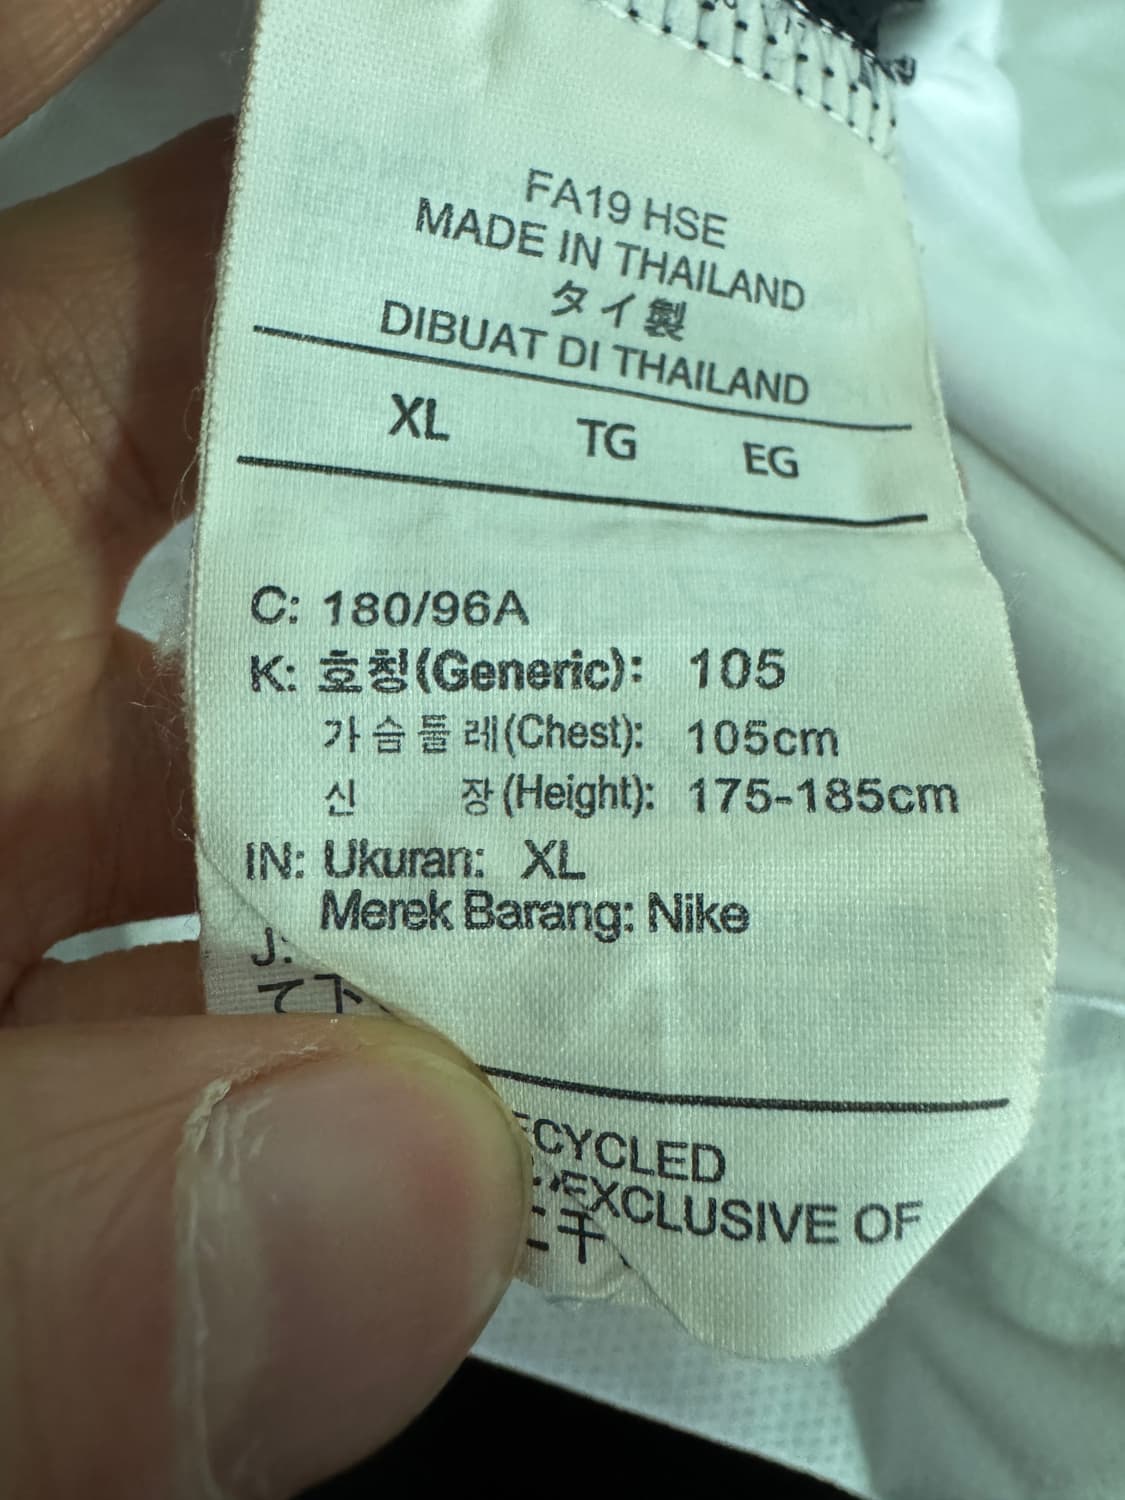 FA19 HSE
MADE IN THAILAND
タイ製
DIBUAT DI THAILAND
XL TG EG
C: 180/96A
K: 호칭(Generic): 105
가슴둘레(Chest): 105cm
신 장(Height): 175-185cm
IN: Ukuran: XL
Merek Barang: Nike
J:
て下
ECYCLED
EXCLUSIVE OF